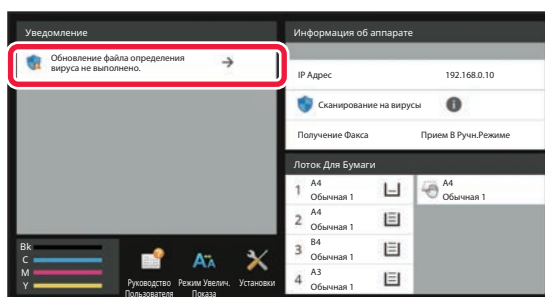 Уведомление
Обновление файла определения
вируса не выполнено.
Информация об аппарате
IP Адрес 192.168.0.10
Сканирование на вирусы
Получение Факса Прием В Ручн.Режиме
Лоток Для Бумаги
1 A4
Обычная 1
A4
Обычная 1
2 A4
Обычная 1
3 B4
Обычная 1
4 A3
Обычная 1
Bk
C
M
Y
Руководство
Пользователя
Режим Увелич.
Показа
Установки